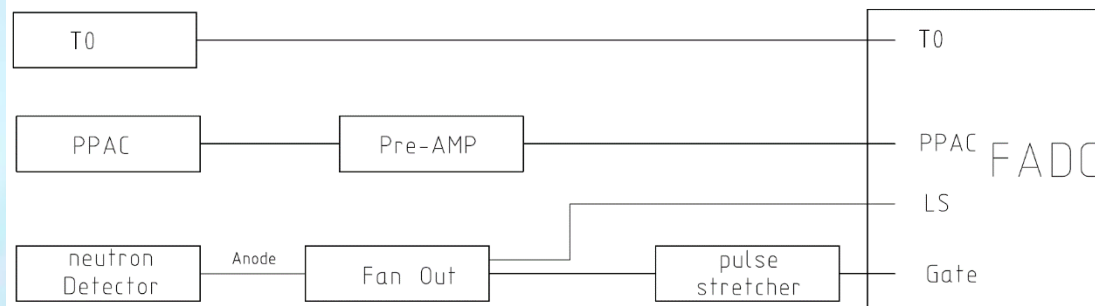 T0
T0
PPAC
Pre-AMP
PPAC
FADC
LS
neutron
Detector
Anode
Fan Out
pulse
stretcher
Gate